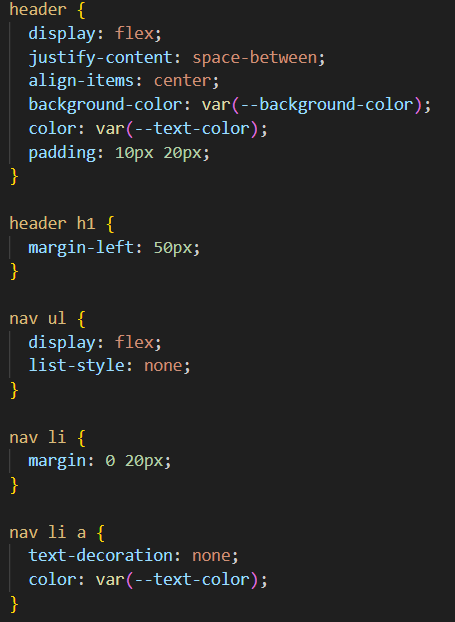 header {
  display: flex;
  justify-content: space-between;
  align-items: center;
  background-color: var(--background-color);
  color: var(--text-color);
  padding: 10px 20px;
}

header h1 {
  margin-left: 50px;
}

nav ul {
  display: flex;
  list-style: none;
}

nav li {
  margin: 0 20px;
}

nav li a {
  text-decoration: none;
  color: var(--text-color);
}